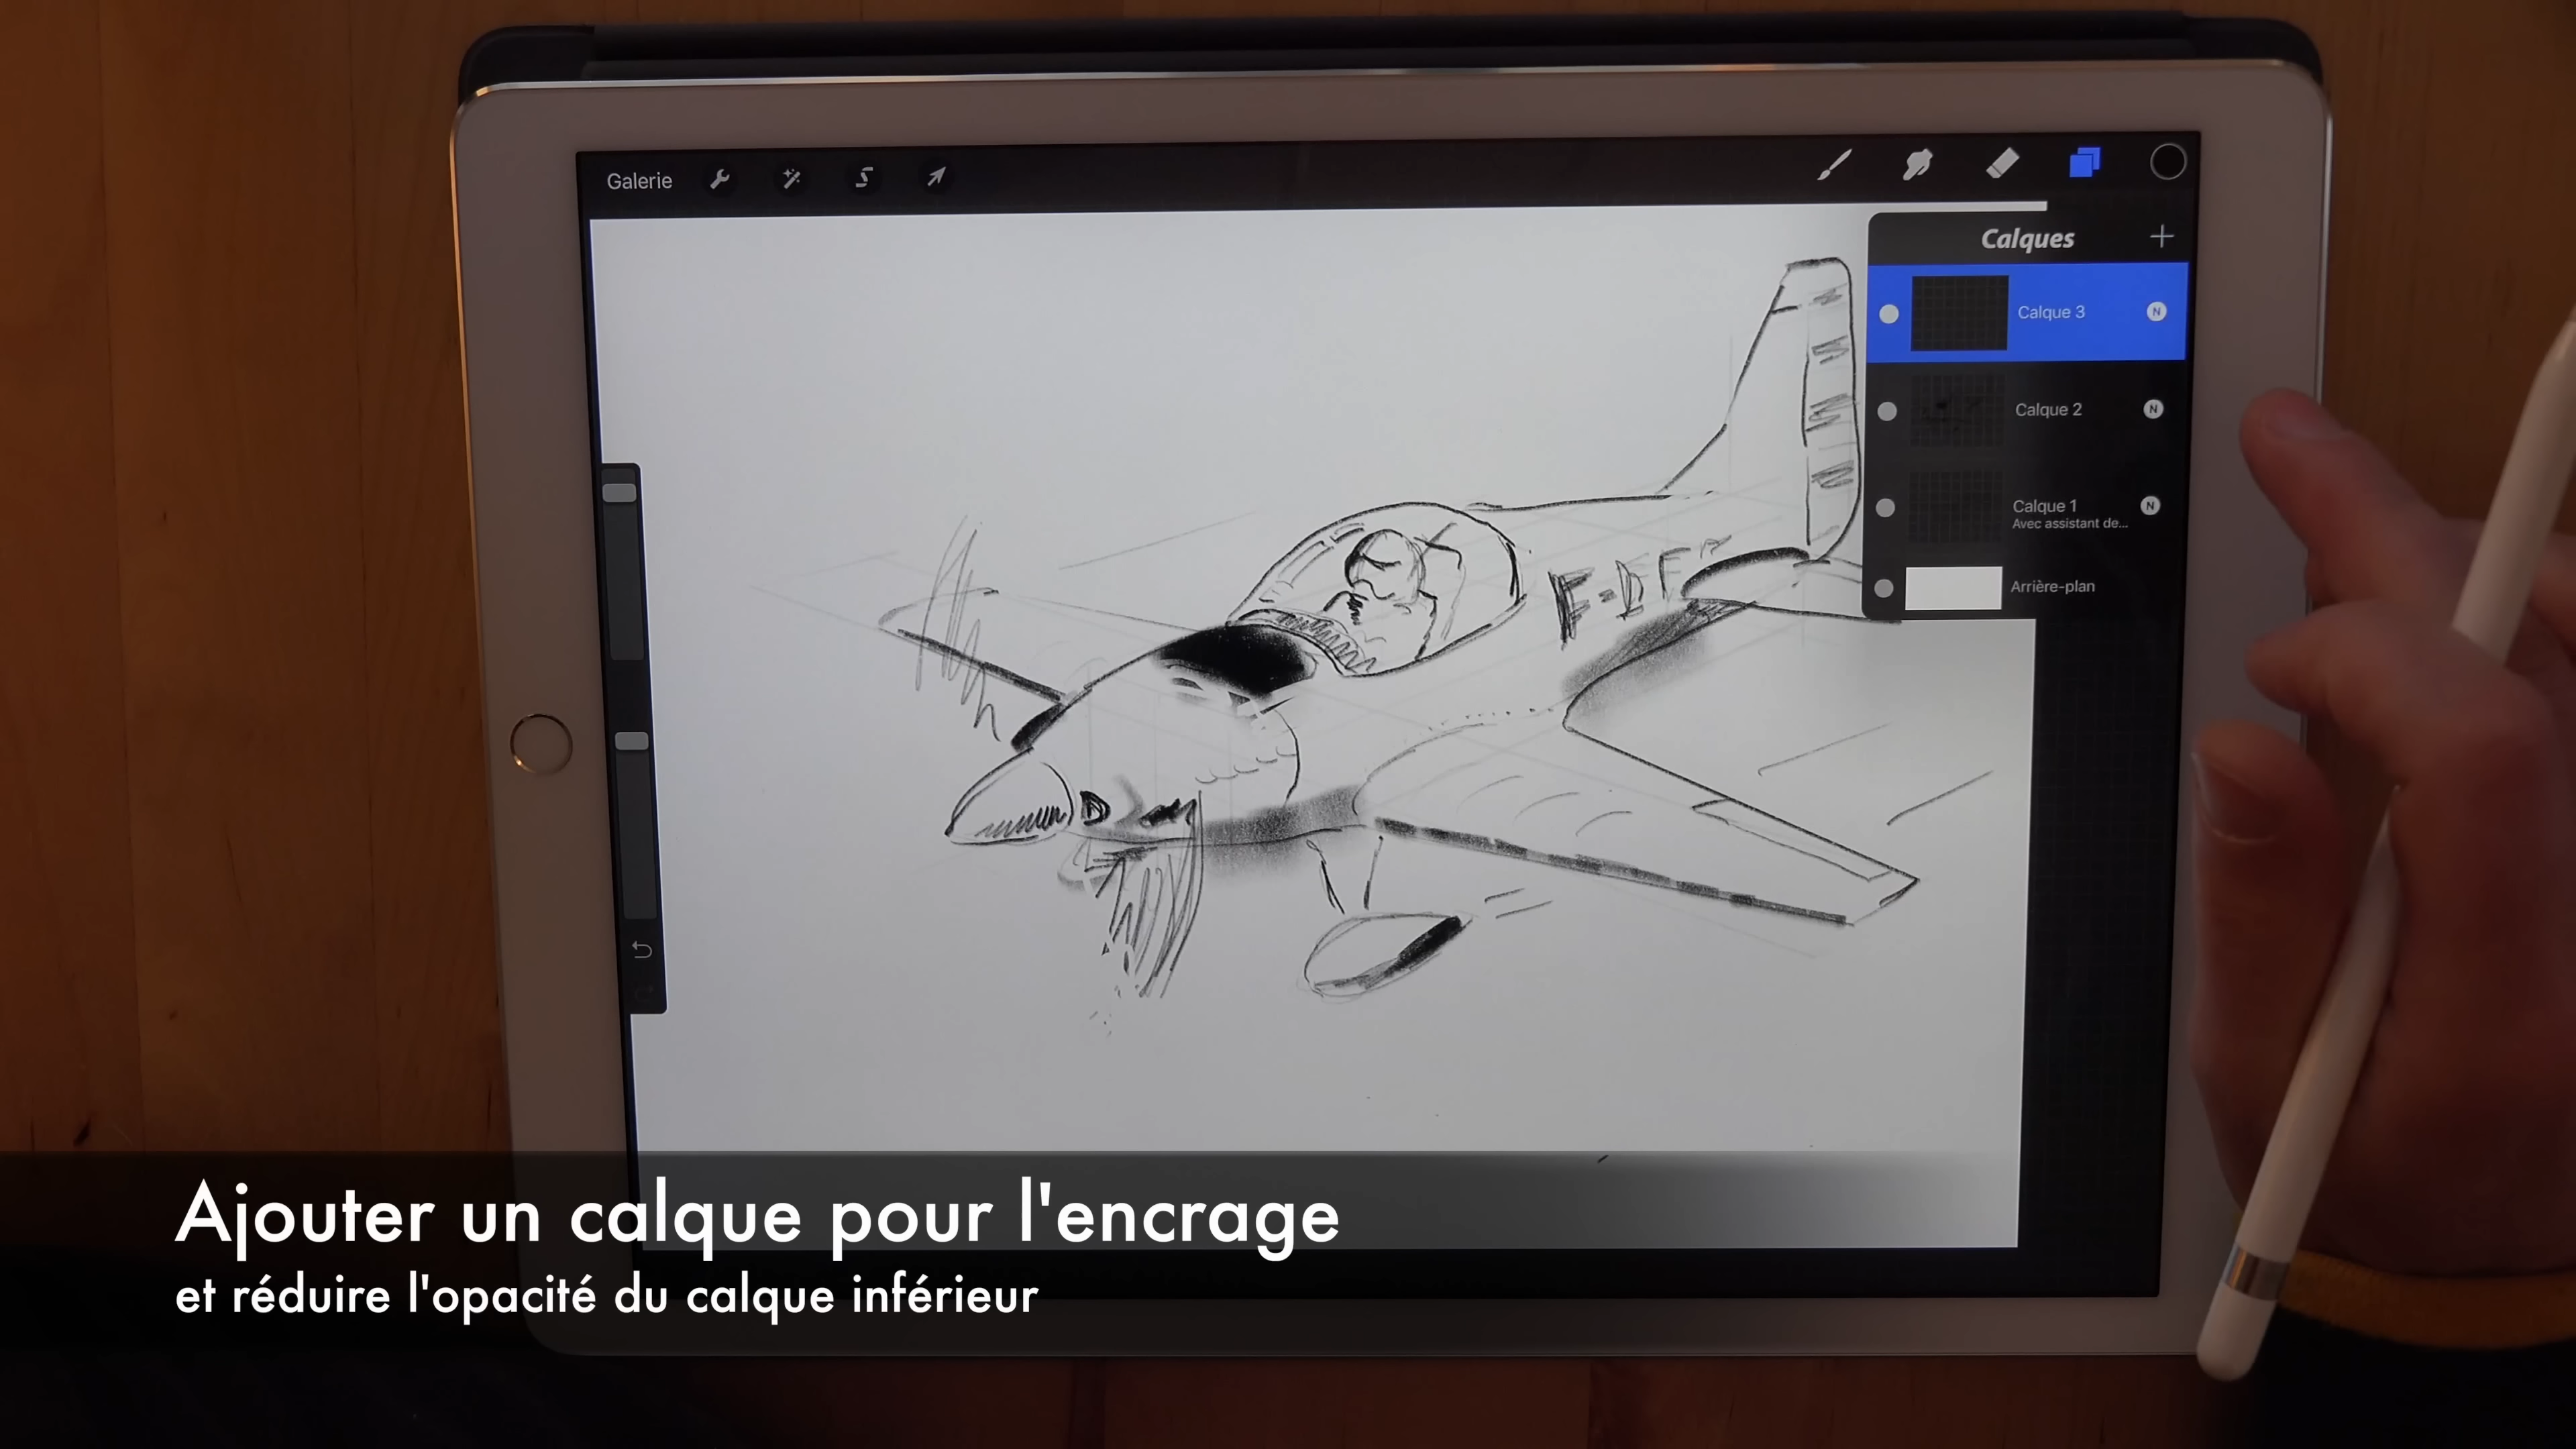 Galerie
Calques
Calque 3
N
Calque 2
N
Calque 1
N
Avec assistant de...
Arrière-plan
Ajouter un calque pour l'encrage
et réduire l'opacité du calque inférieur